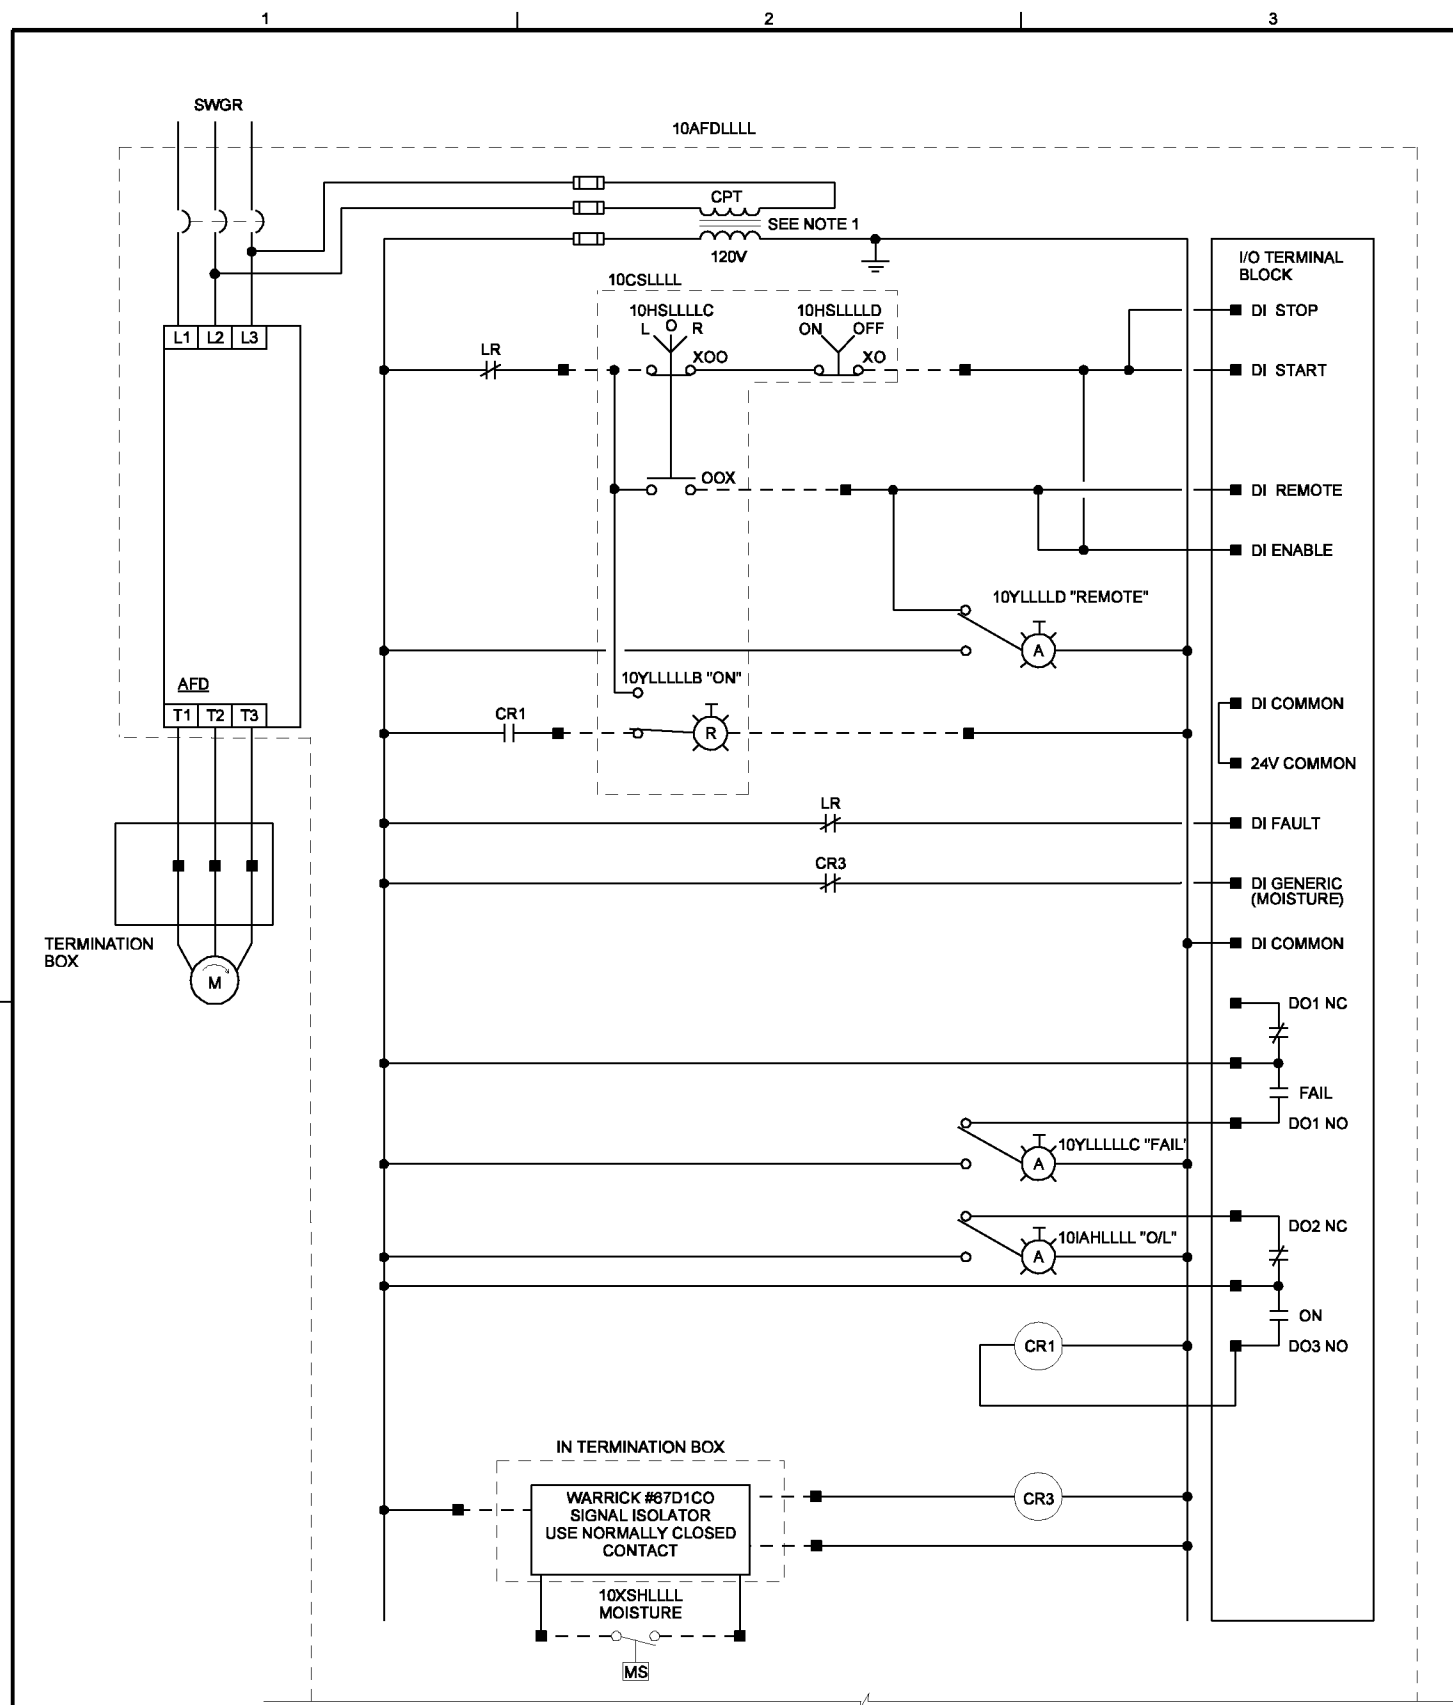 1 2 3
SWGR
10AFDLLLL
CPT
SEE NOTE 1
120V
I/O TERMINAL
BLOCK
10CSLLLL
10HSLLLLC
L O R
10HSLLLLD
ON OFF
DI STOP
L1 L2 L3
LR
XOO
XO
DI START
OOX
DI REMOTE
DI ENABLE
10YLLLLD "REMOTE"
A
AFD
T1 T2 T3
10YLLLLLB "ON"
CR1
R
DI COMMON
24V COMMON
LR
DI FAULT
CR3
DI GENERIC
(MOISTURE)
TERMINATION
BOX
DI COMMON
M
DO1 NC
FAIL
DO1 NO
10YLLLLLC "FAIL'
A
DO2 NC
10IAHLLLL "O/L"
A
ON
CR1
DO3 NO
IN TERMINATION BOX
WARRICK #67D1CO
SIGNAL ISOLATOR
USE NORMALLY CLOSED
CONTACT
CR3
10XSHLLLL
MOISTURE
MS